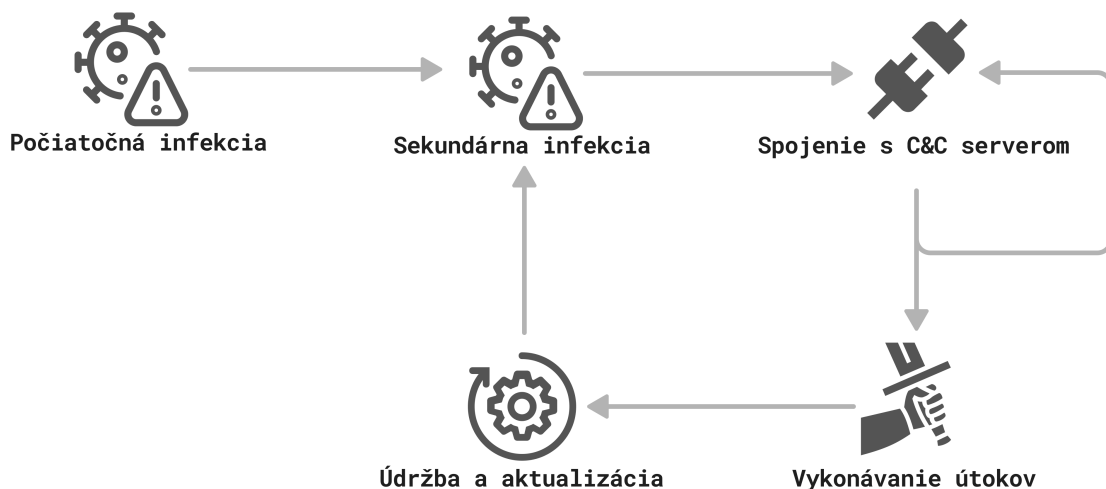 Počiatočná infekcia
Sekundárna infekcia
Spojenie s C&C serverom
Údržba a aktualizácia
Vykonávanie útokov